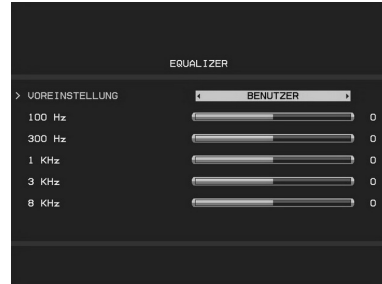 EQUALIZER
> VOREINSTELLUNG BENUTZER
100 Hz 0
300 Hz 0
1 KHz 0
3 KHz 0
8 KHz 0